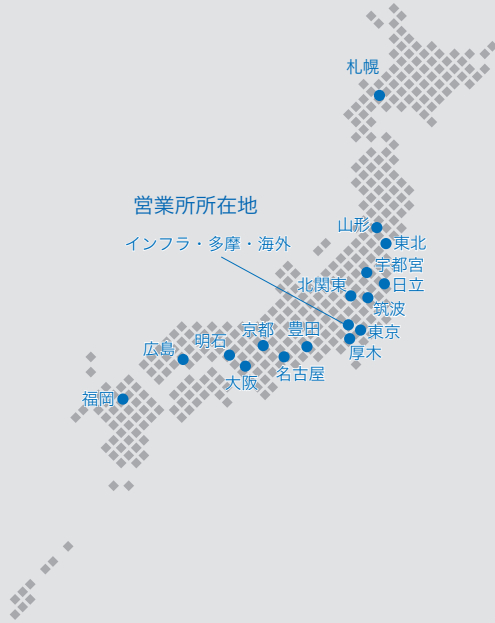 札幌
営業所所在地
山形
インフラ・多摩・海外
東北
宇都宮
北関東
日立
筑波
京都
豊田
東京
明石
広島
厚木
名古屋
大阪
福岡